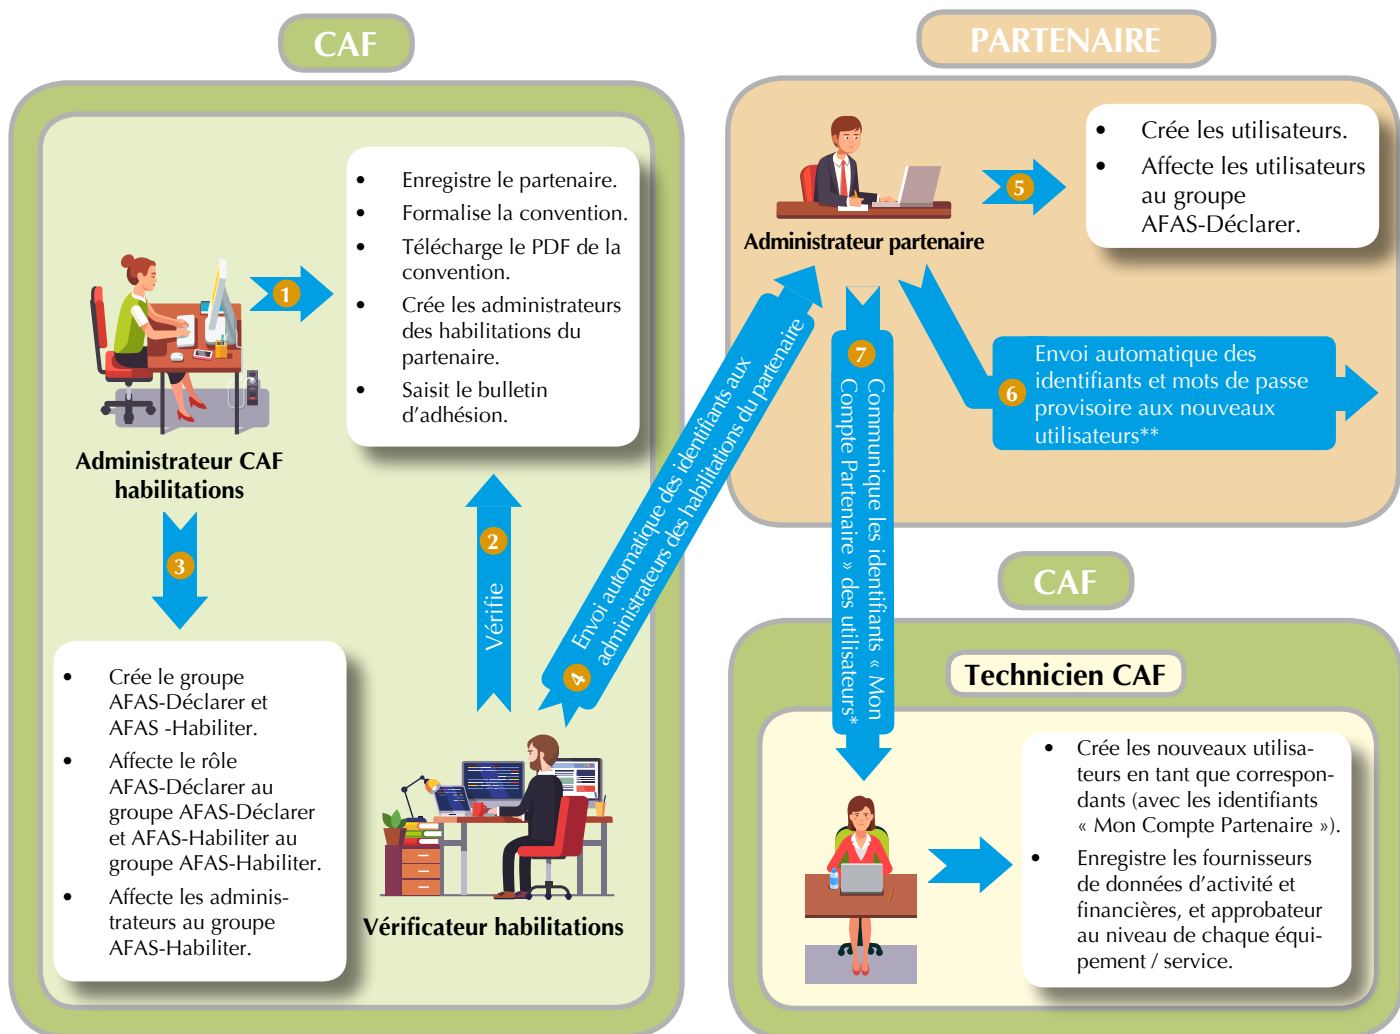 CAF
• Enregistre le partenaire.
• Formalise la convention.
• Télécharge le PDF de la
convention.
• Crée les administrateurs
des habilitations du
partenaire.
• Saisit le bulletin
d’adhésion.
1
Administrateur CAF
habilitations
2
Vérifie
3
• Crée le groupe
AFAS-Déclarer et
AFAS -Habiliter.
• Affecte le rôle
AFAS-Déclarer au
groupe AFAS-Déclarer
et AFAS-Habiliter au
groupe AFAS-Habiliter.
• Affecte les adminis-
trateurs au groupe
AFAS-Habiliter.
Vérificateur habilitations
4
Envoi automatique des identifiants aux
administrateurs des habilitations du partenaire
PARTENAIRE
Administrateur partenaire
5
• Crée les utilisateurs.
• Affecte les utilisateurs
au groupe
AFAS-Déclarer.
6
Envoi automatique des
identifiants et mots de passe
provisoire aux nouveaux
utilisateurs**
7
Communique les identifiants « Mon
Compte Partenaire » des utilisateurs*
CAF
Technicien CAF
• Crée les nouveaux utilisa-
teurs en tant que correspon-
dants (avec les identifiants
« Mon Compte Partenaire »).
• Enregistre les fournisseurs
de données d’activité et
financières, et approbateur
au niveau de chaque équi-
pement / service.